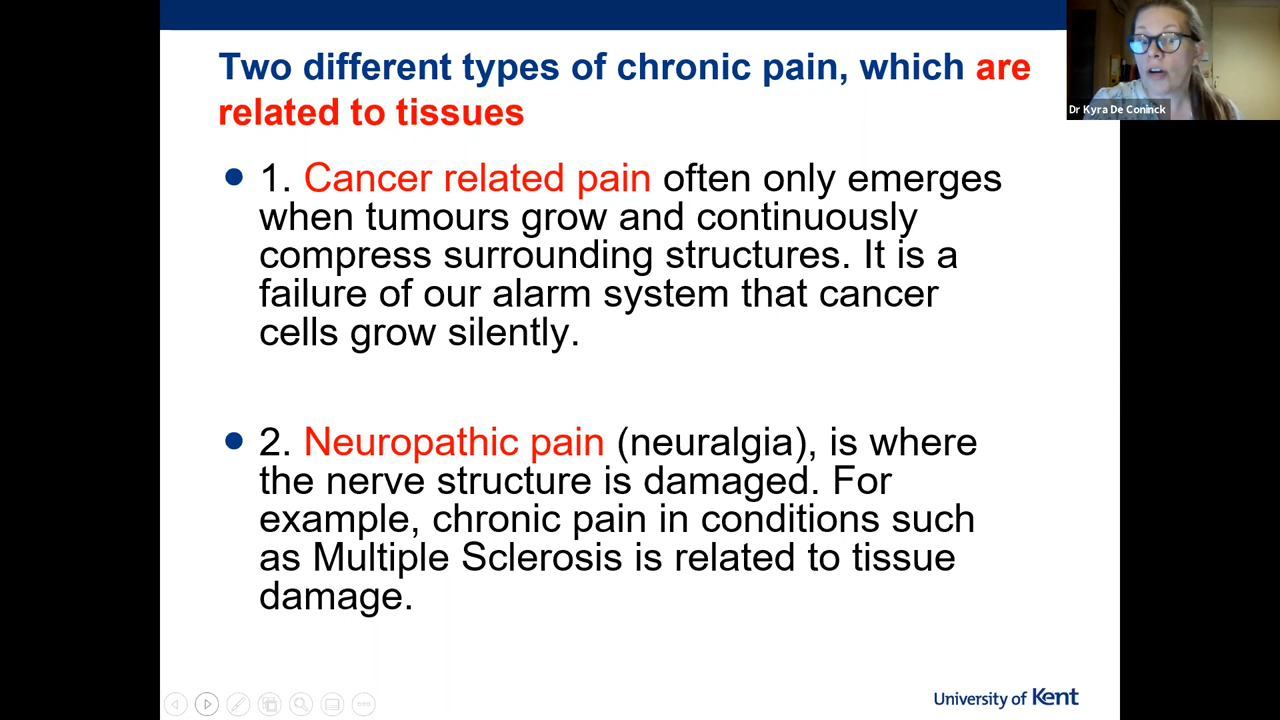 Two different types of chronic pain, which are
related to tissues
Dr Kyra De Coninck
1. Cancer related pain often only emerges
when tumours grow and continuously
compress surrounding structures. It is a
failure of our alarm system that cancer
cells grow silently.
2. Neuropathic pain (neuralgia), is where
the nerve structure is damaged. For
example, chronic pain in conditions such
as Multiple Sclerosis is related to tissue
damage.
University of Kent